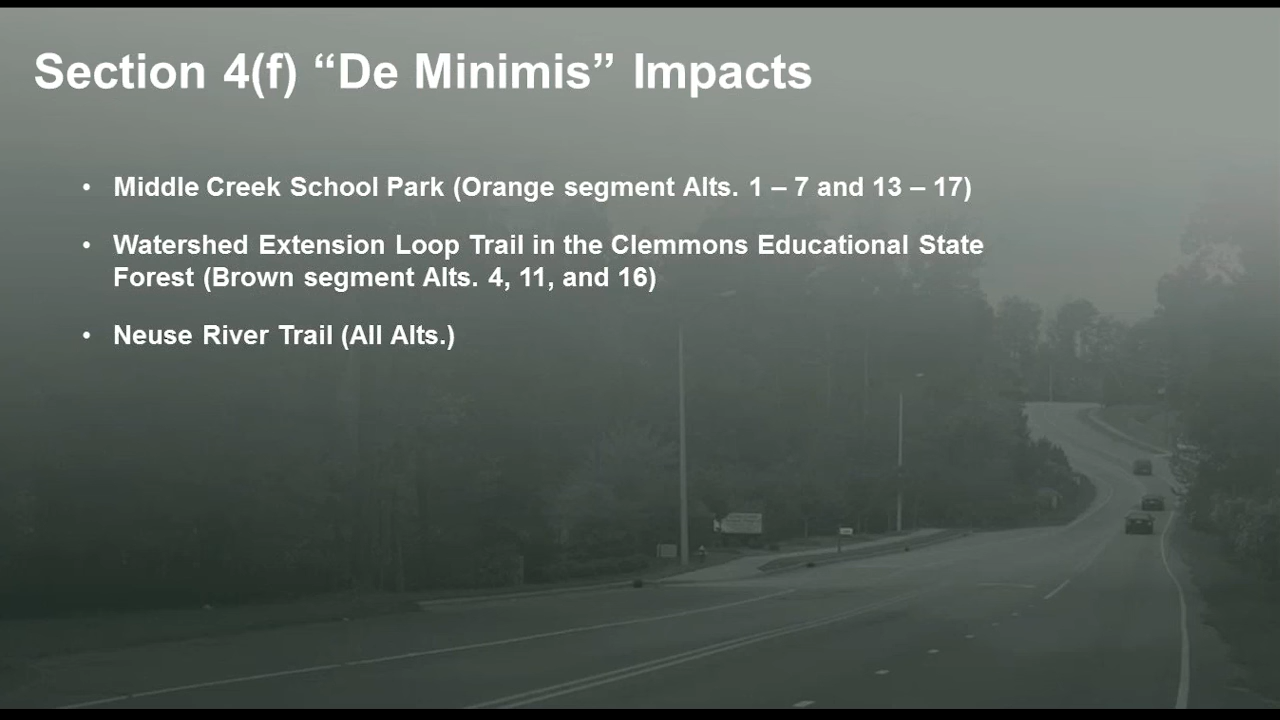 Section 4(f) “De Minimis” Impacts
• Middle Creek School Park (Orange segment Alts. 1 – 7 and 13 – 17)
• Watershed Extension Loop Trail in the Clemmons Educational State
Forest (Brown segment Alts. 4, 11, and 16)
• Neuse River Trail (All Alts.)